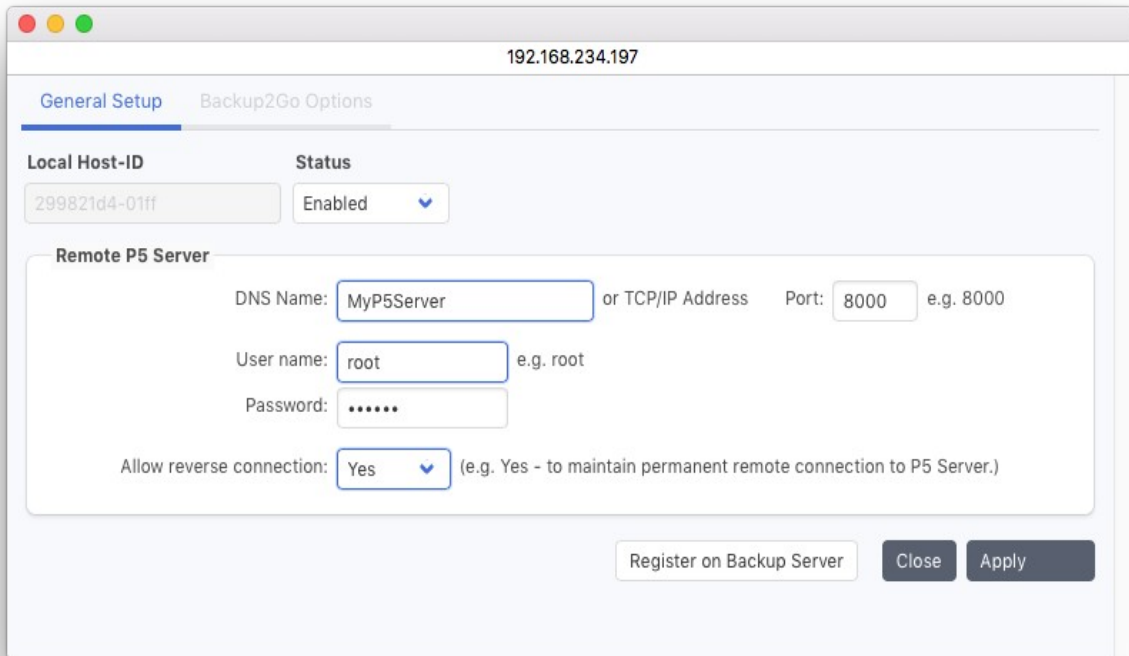 192.168.234.197
General Setup Backup2Go Options
Local Host-ID Status
299821d4-01ff Enabled
Remote P5 Server
DNS Name: MyP5Server or TCP/IP Address Port: 8000 e.g. 8000
User name: root e.g. root
Password: ••••••
Allow reverse connection: Yes (e.g. Yes - to maintain permanent remote connection to P5 Server.)
Register on Backup Server Close Apply